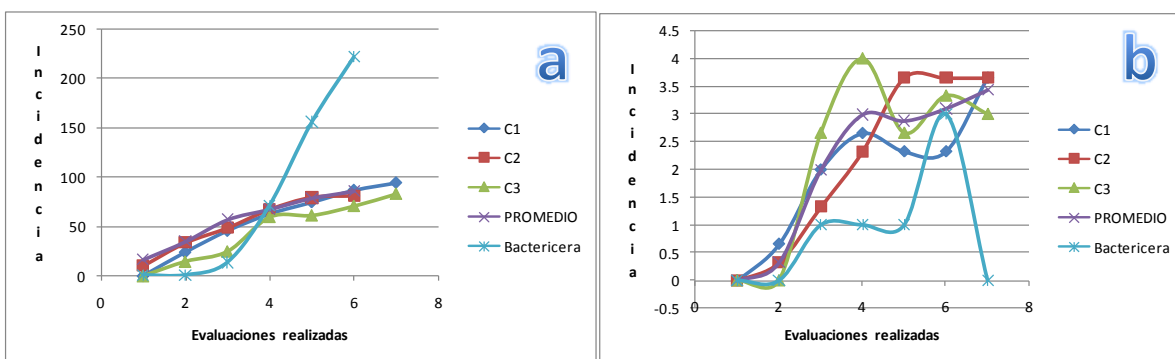 a
Incidencia
250
200
150
100
50
0
0 2 4 6 8
Evaluaciones realizadas
C1
C2
C3
PROMEDIO
Bactericera
b
Incidencia
4.5
4
3.5
3
2.5
2
1.5
1
0.5
0
-0.5
0 2 4 6 8
Evaluaciones realizadas
C1
C2
C3
PROMEDIO
Bactericera